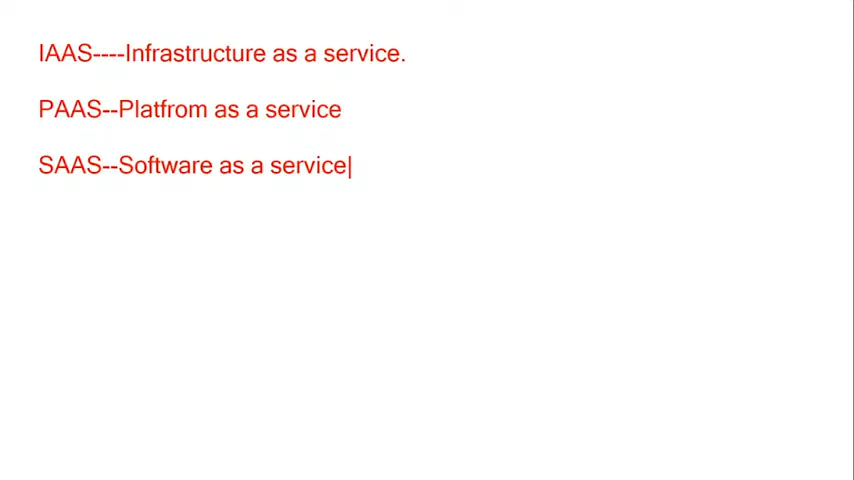 IAAS----Infrastructure as a service.
PAAS--Platfrom as a service
SAAS--Software as a service